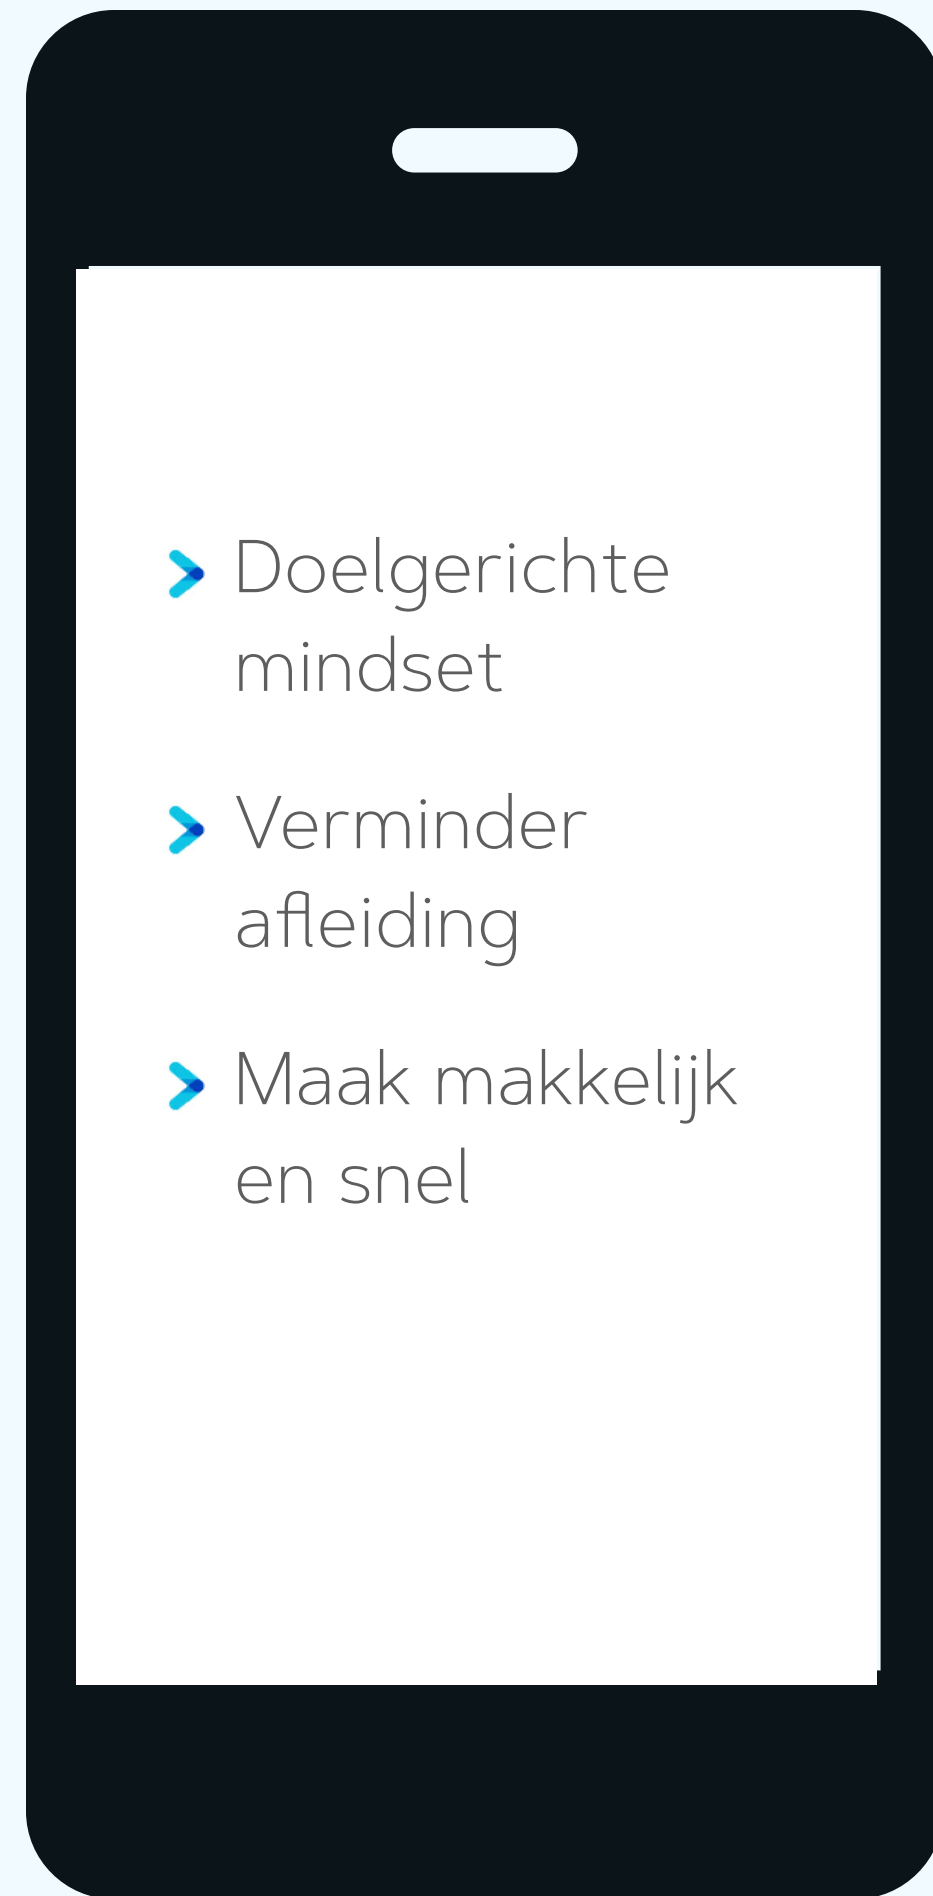 Doelgerichte
mindset
Verminder
afleiding
Maak makkelijk
en snel